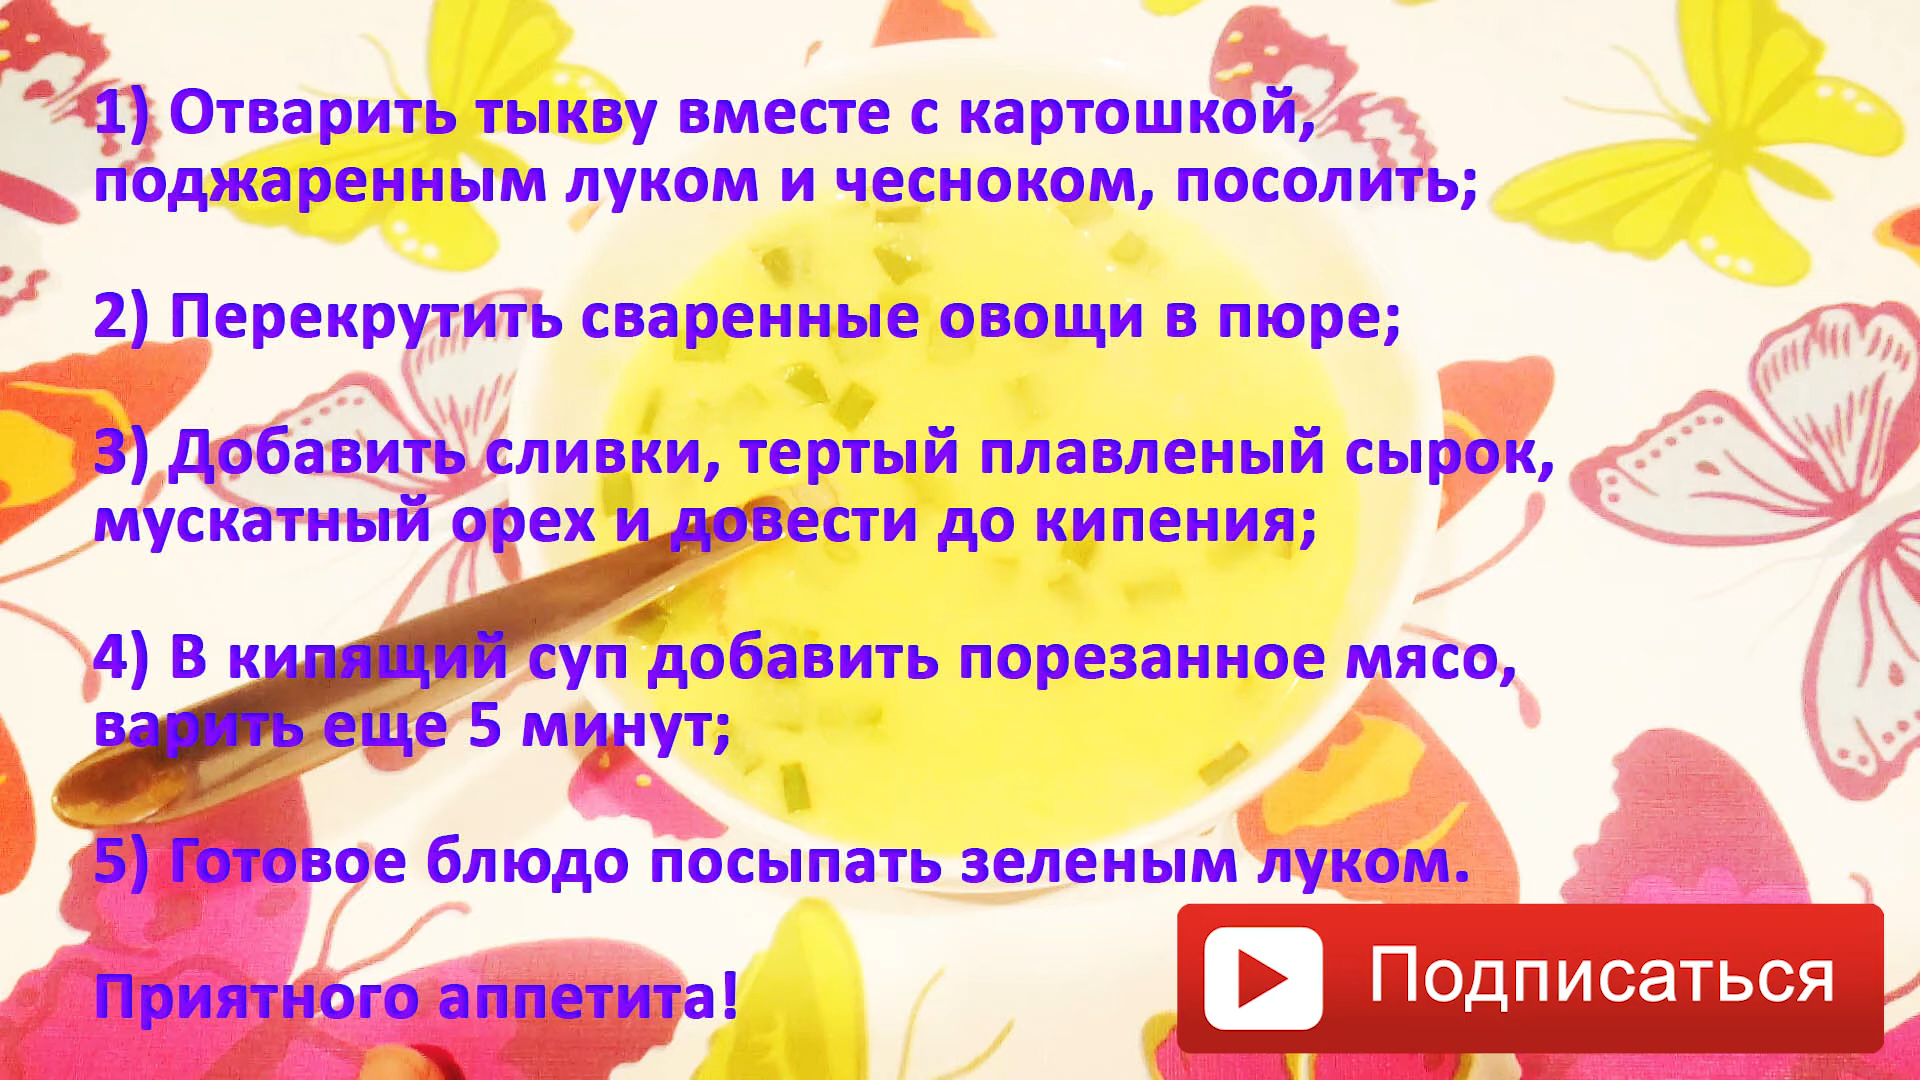 1) Отварить тыкву вместе с картошкой,
поджаренным луком и чесноком, посолить;
2) Перекрутить сваренные овощи в пюре;
3) Добавить сливки, тертый плавленый сырок,
мускатный орех и довести до кипения;
4) В кипящий суп добавить порезанное мясо,
варить еще 5 минут;
5) Готовое блюдо посыпать зеленым луком.
Приятного аппетита!
Подписаться